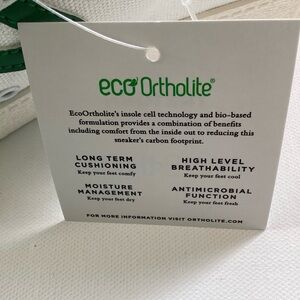 eco Ortholite®
EcoOrtholite's insole cell technology and bio-based
formulation provides a combination of benefits
including comfort from the inside out to reducing this
sneaker's carbon footprint.
LONG TERM
CUSHIONING
Keep your feet comfy
HIGH LEVEL
BREATHABILITY
Keep your feet cool
MOISTURE
MANAGEMENT
Keep your feet dry
ANTIMICROBIAL
FUNCTION
Keep your feet fresh
FOR MORE INFORMATION VISIT ORTHOLITE.COM